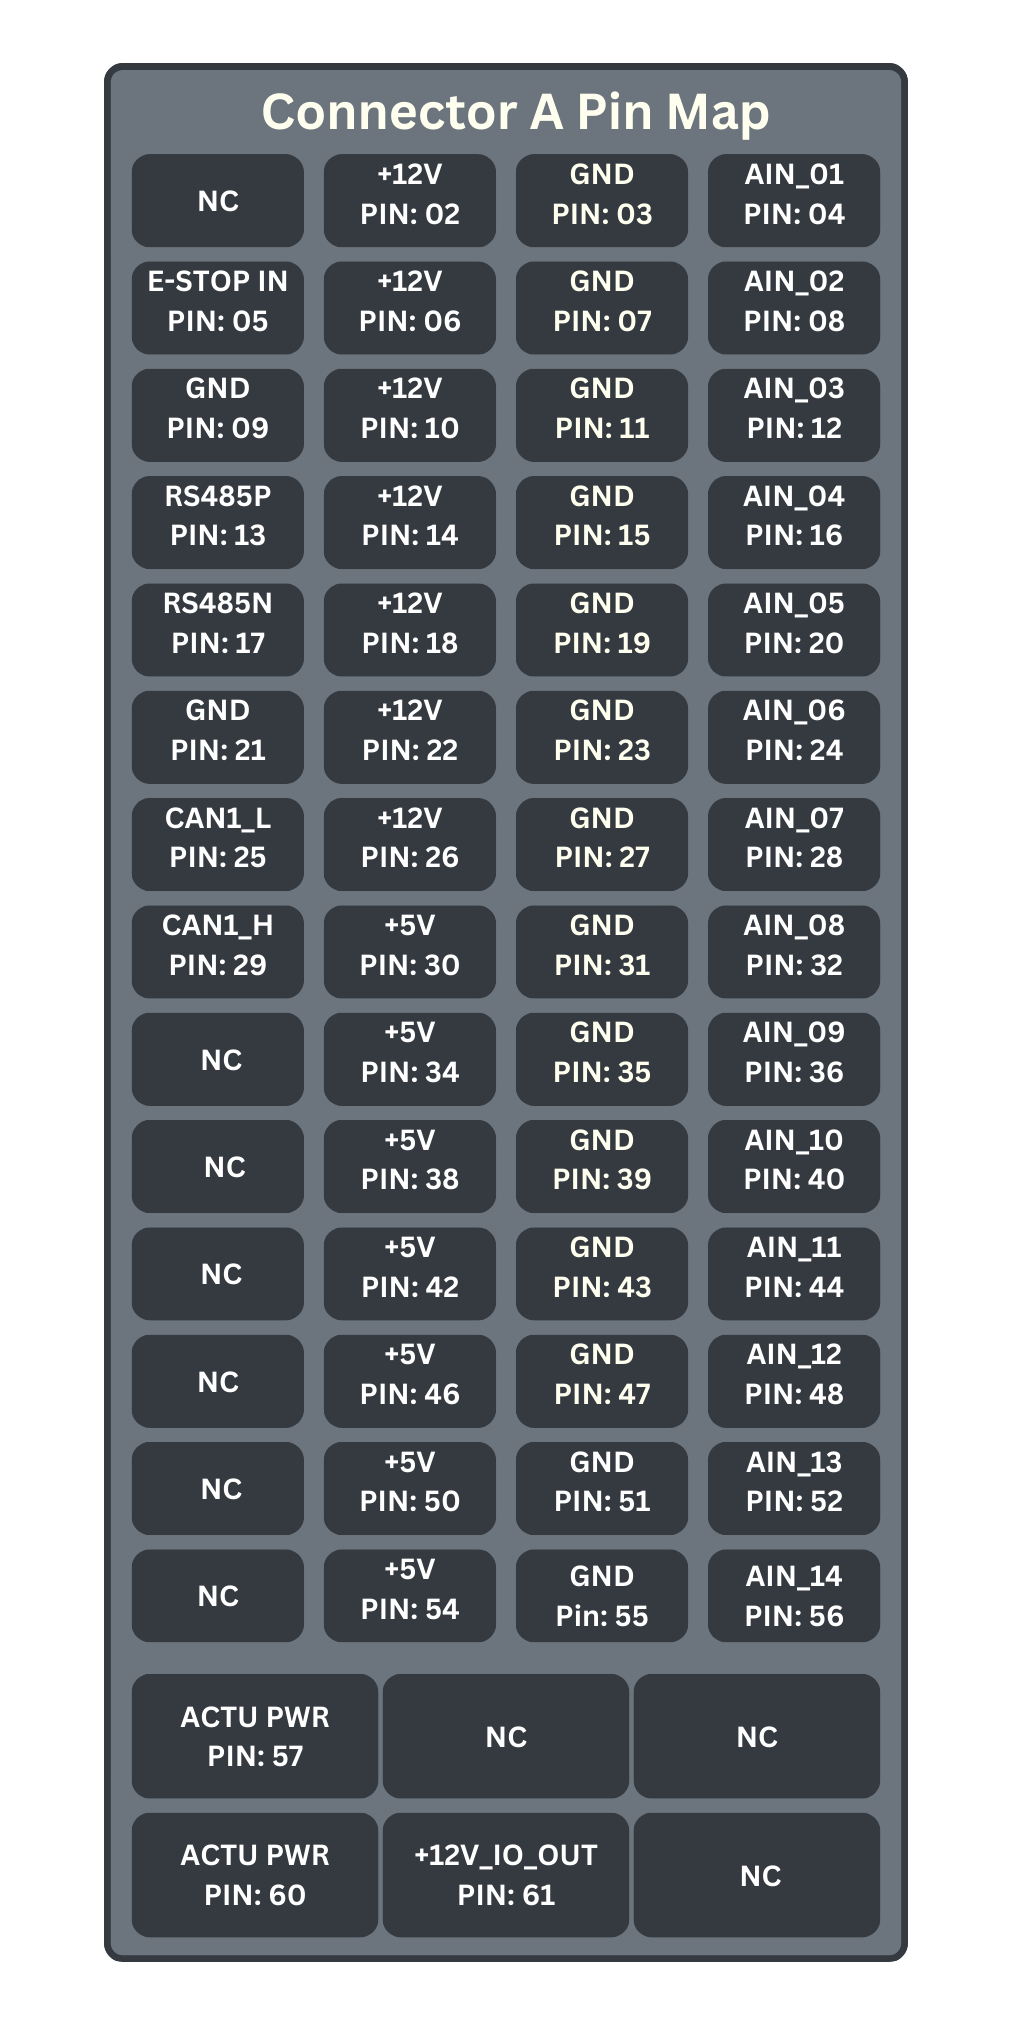 Connector A Pin Map
NC
+12V
PIN: 02
GND
PIN: 03
AIN_01
PIN: 04
E-STOP IN
PIN: 05
+12V
PIN: 06
GND
PIN: 07
AIN_02
PIN: 08
GND
PIN: 09
+12V
PIN: 10
GND
PIN: 11
AIN_03
PIN: 12
RS485P
PIN: 13
+12V
PIN: 14
GND
PIN: 15
AIN_04
PIN: 16
RS485N
PIN: 17
+12V
PIN: 18
GND
PIN: 19
AIN_05
PIN: 20
GND
PIN: 21
+12V
PIN: 22
GND
PIN: 23
AIN_06
PIN: 24
CAN1_L
PIN: 25
+12V
PIN: 26
GND
PIN: 27
AIN_07
PIN: 28
CAN1_H
PIN: 29
+5V
PIN: 30
GND
PIN: 31
AIN_08
PIN: 32
NC
+5V
PIN: 34
GND
PIN: 35
AIN_09
PIN: 36
NC
+5V
PIN: 38
GND
PIN: 39
AIN_10
PIN: 40
NC
+5V
PIN: 42
GND
PIN: 43
AIN_11
PIN: 44
NC
+5V
PIN: 46
GND
PIN: 47
AIN_12
PIN: 48
NC
+5V
PIN: 50
GND
PIN: 51
AIN_13
PIN: 52
NC
+5V
PIN: 54
GND
Pin: 55
AIN_14
PIN: 56
ACTU PWR
PIN: 57
NC
NC
ACTU PWR
PIN: 60
+12V_IO_OUT
PIN: 61
NC